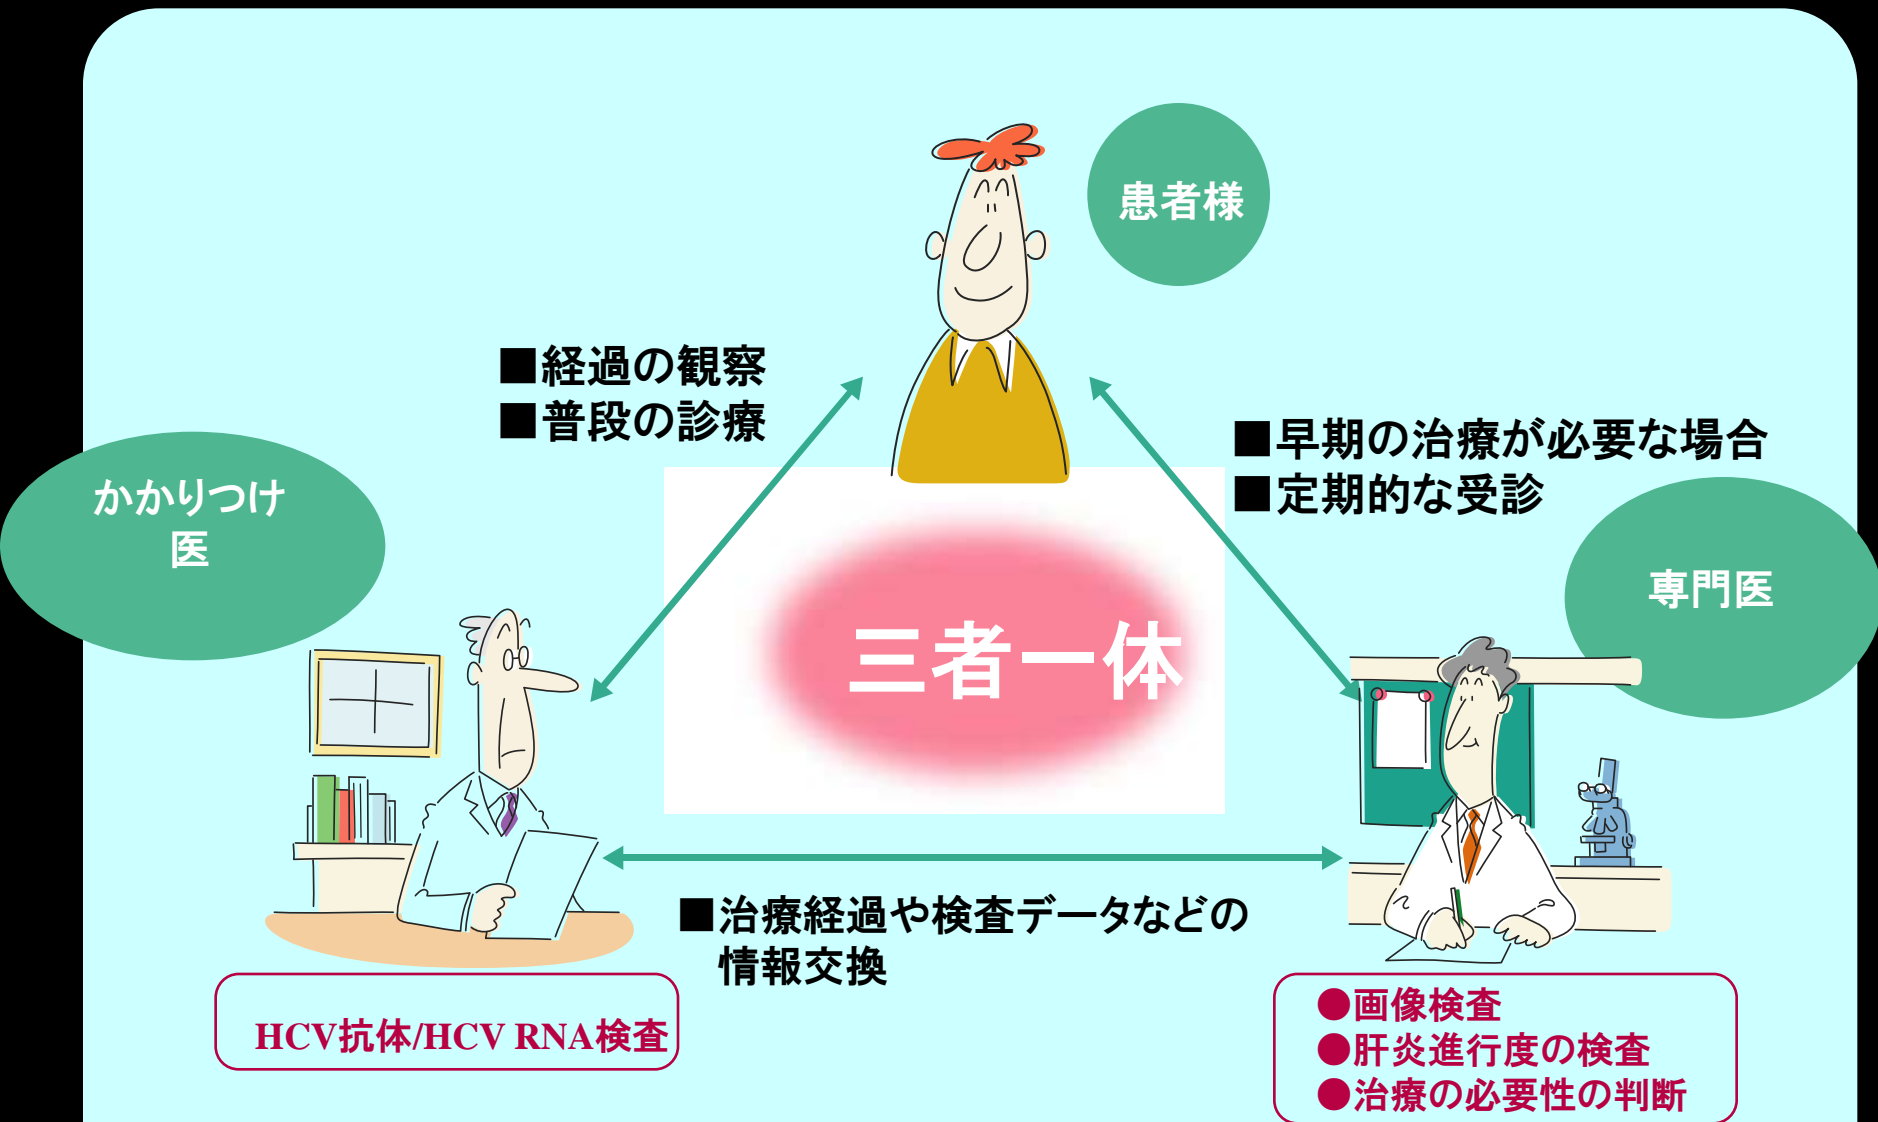 患者様
■経過の観察
■普段の診療
■早期の治療が必要な場合
■定期的な受診
かかりつけ
医
専門医
三者一体
■治療経過や検査データなどの
情報交換
HCV抗体/HCV RNA検査
●画像検査
●肝炎進行度の検査
●治療の必要性の判断